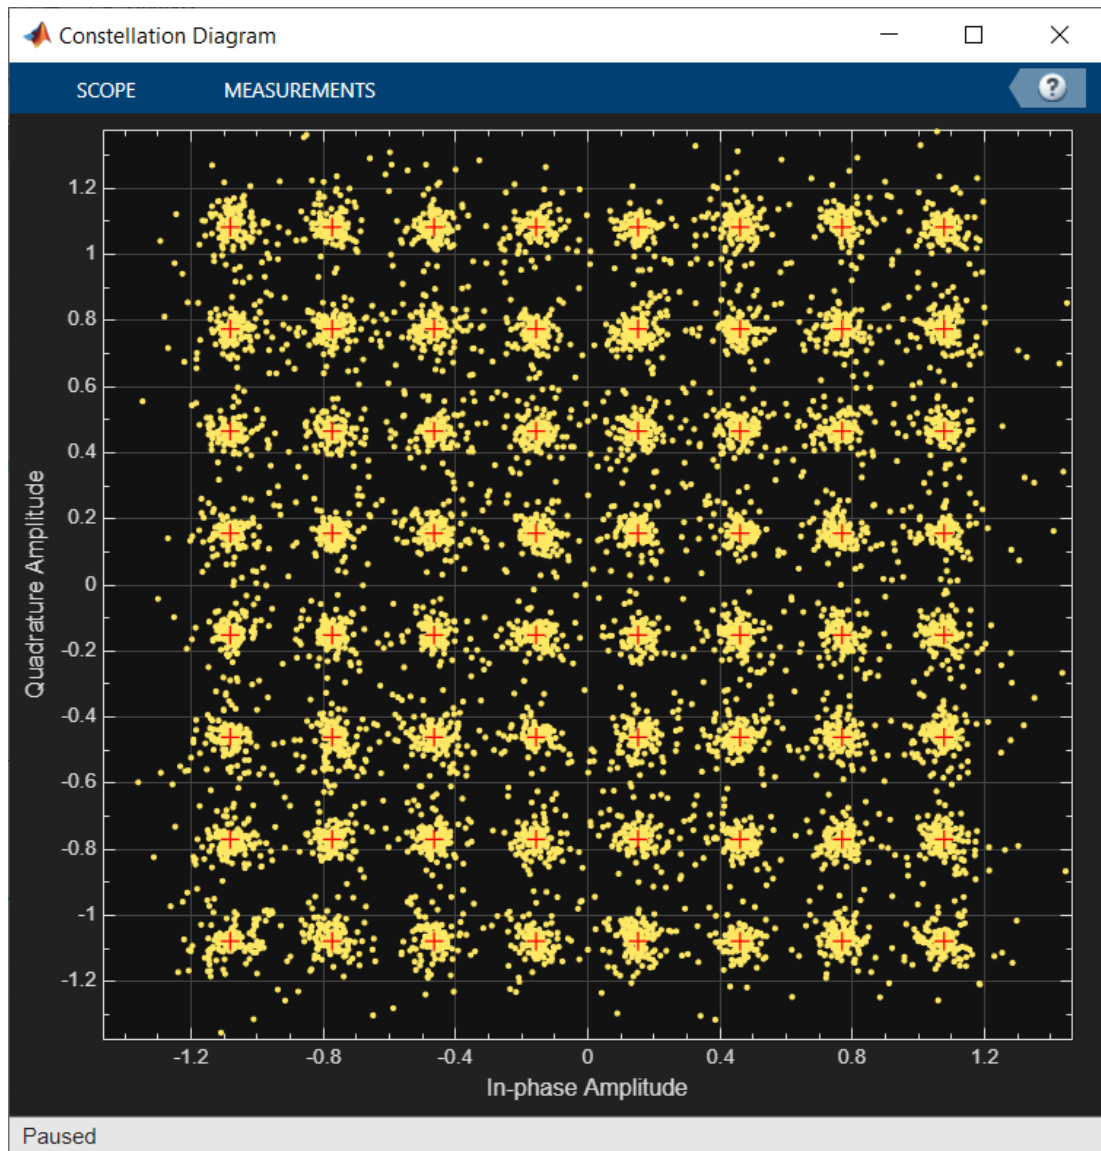 Constellation Diagram
SCOPE MEASUREMENTS ?
1.2
1
0.8
0.6
0.4
0.2
0
-0.2
-0.4
-0.6
-0.8
-1
-1.2
Quadrature Amplitude
-1.2 -0.8 -0.4 0 0.4 0.8 1.2
In-phase Amplitude
Paused